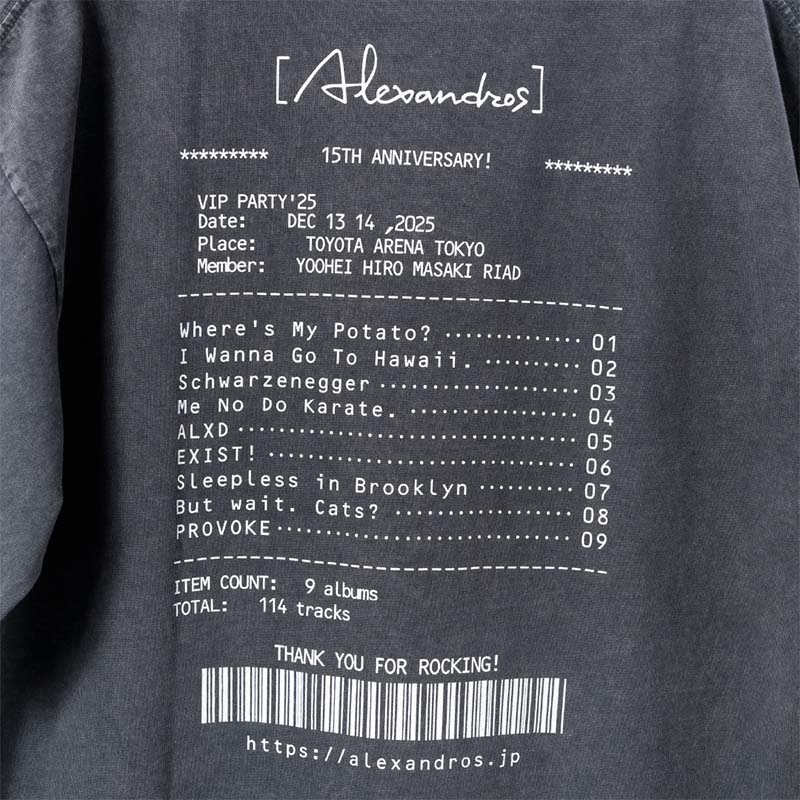 [Alexandros]
********* 15TH ANNIVERSARY! *********
VIP PARTY'25
Date: DEC 13 14 ,2025
Place: TOYOTA ARENA TOKYO
Member: YOOHEI HIRO MASAKI RIAD
Where's My Potato? ·············· 01
I Wanna Go To Hawaii. ·········· 02
Schwarzenegger ····················· 03
Me No Do Karate. ·················· 04
ALXD ··································· 05
EXIST! ································ 06
Sleepless in Brooklyn ·········· 07
But wait. Cats? ··················· 08
PROVOKE ······························ 09
ITEM COUNT: 9 albums
TOTAL: 114 tracks
THANK YOU FOR ROCKING!
https://alexandros.jp